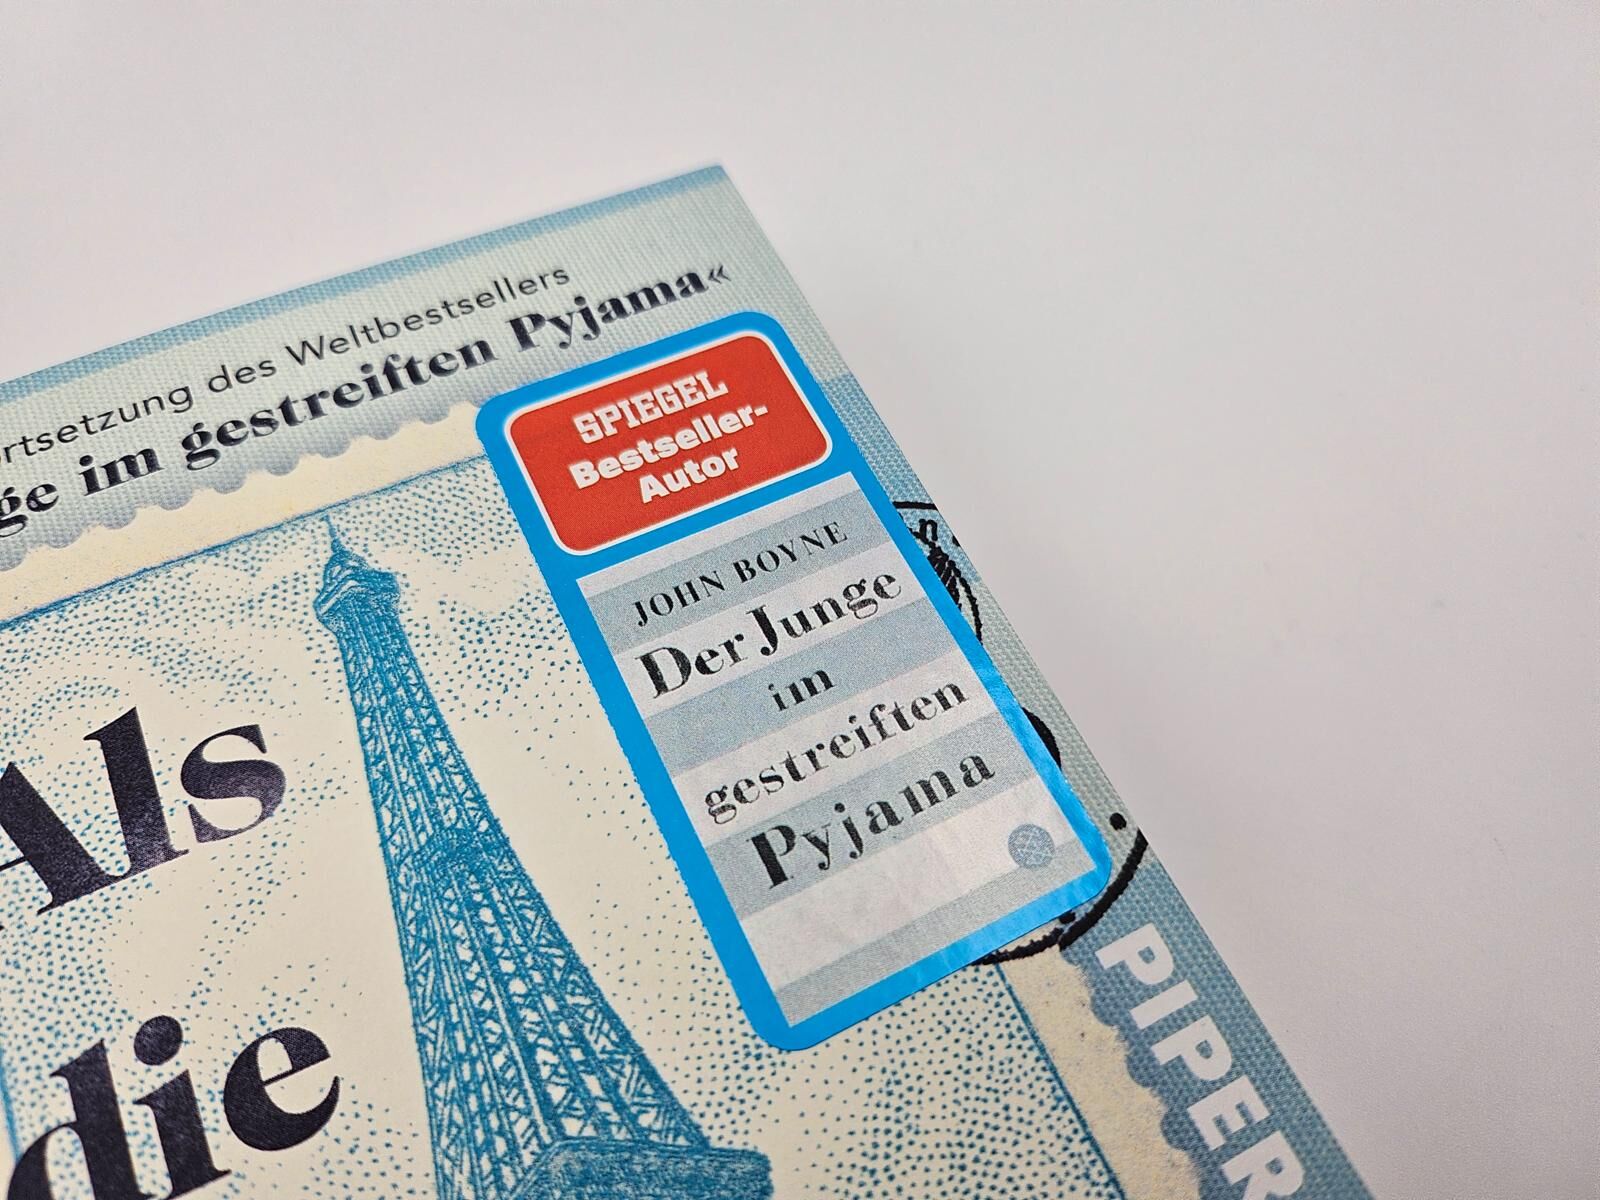 ortsetzung des Weltbestsellers
ge im gestreiften Pyjama«
SPIEGEL
Bestseller-
Autor
JOHN BOYNE
Der Junge
im
gestreiften
Pyjama
Als
die
PIPER